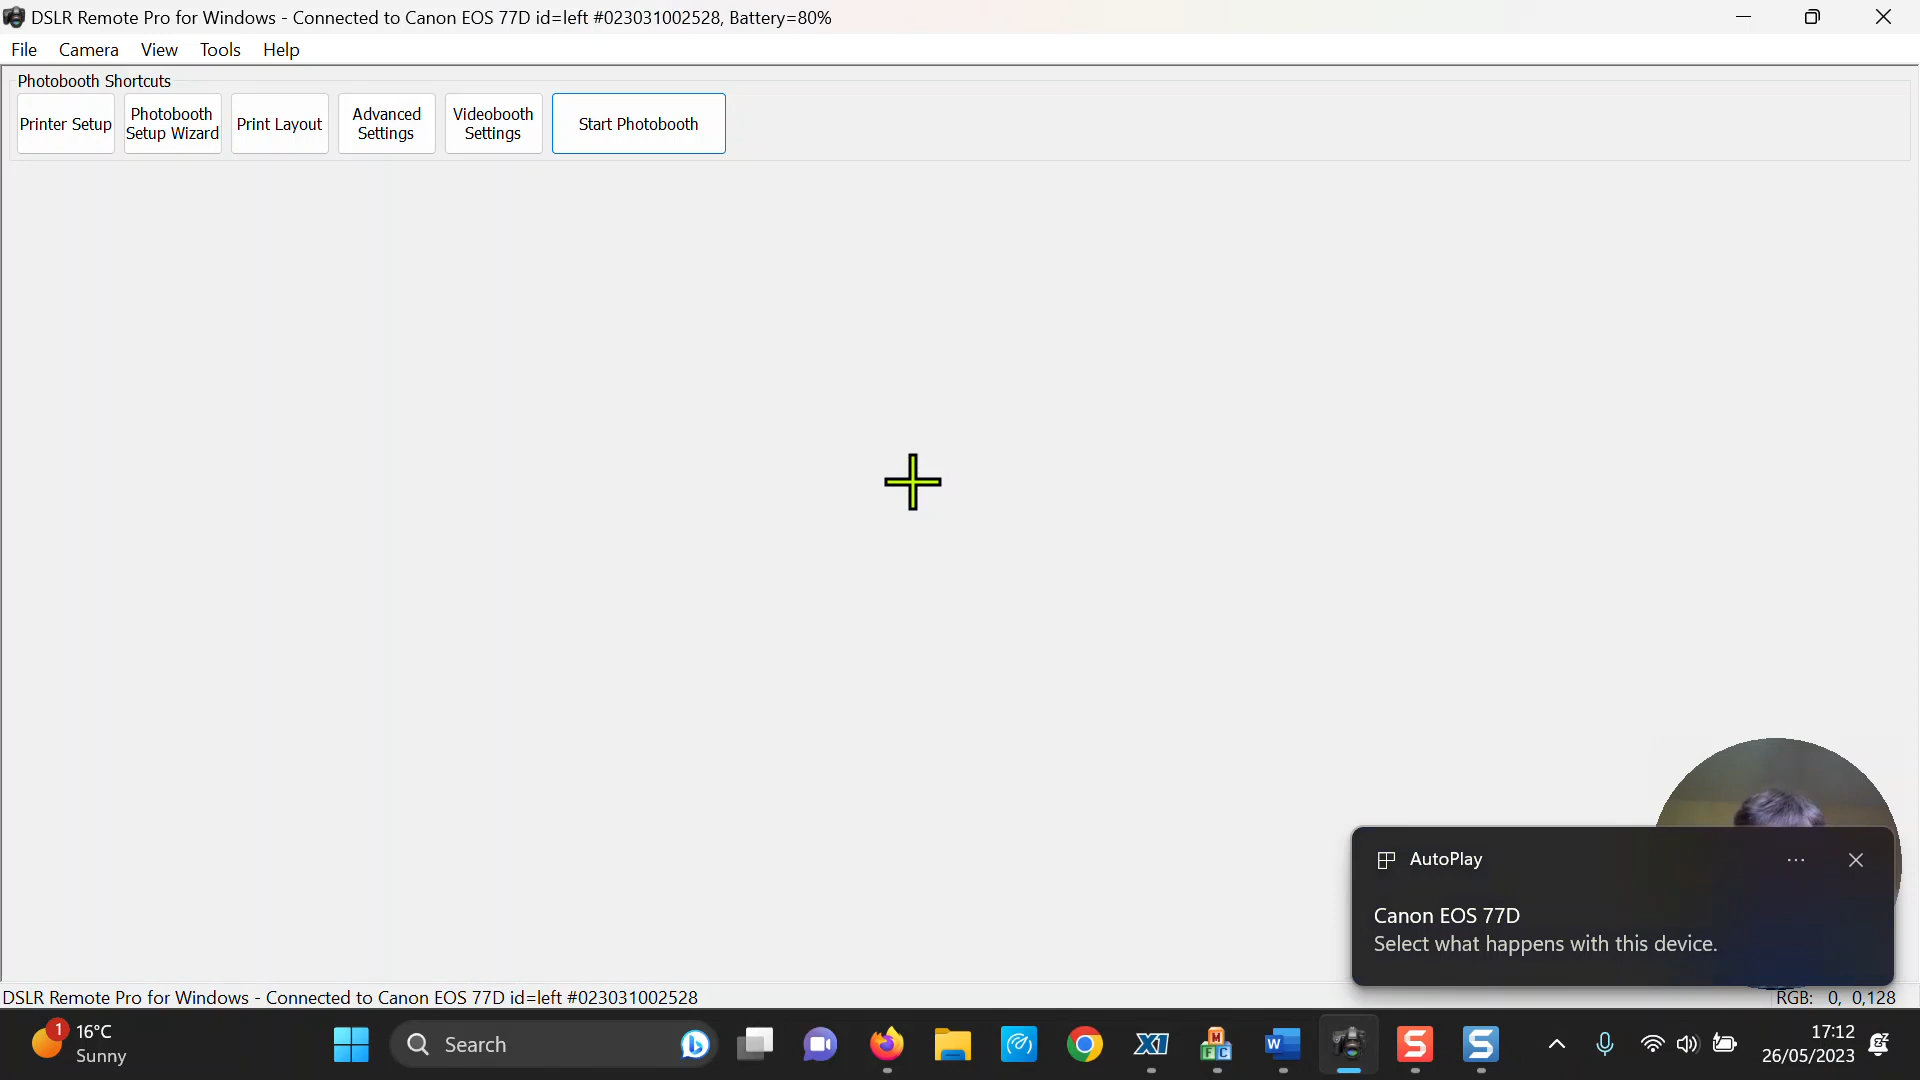 DSLR Remote Pro for Windows - Connected to Canon EOS 77D id=left #023031002528, Battery=80%
File Camera View Tools Help
Photobooth Shortcuts
Printer Setup
Photobooth
Setup Wizard
Print Layout
Advanced
Settings
Videobooth
Settings
Start Photobooth
AutoPlay
Canon EOS 77D
Select what happens with this device.
DSLR Remote Pro for Windows - Connected to Canon EOS 77D id=left #023031002528
RGB: 0, 0,128
1
16°C
Sunny
Search
X1
M
F C
W
S
S
17:12
26/05/2023